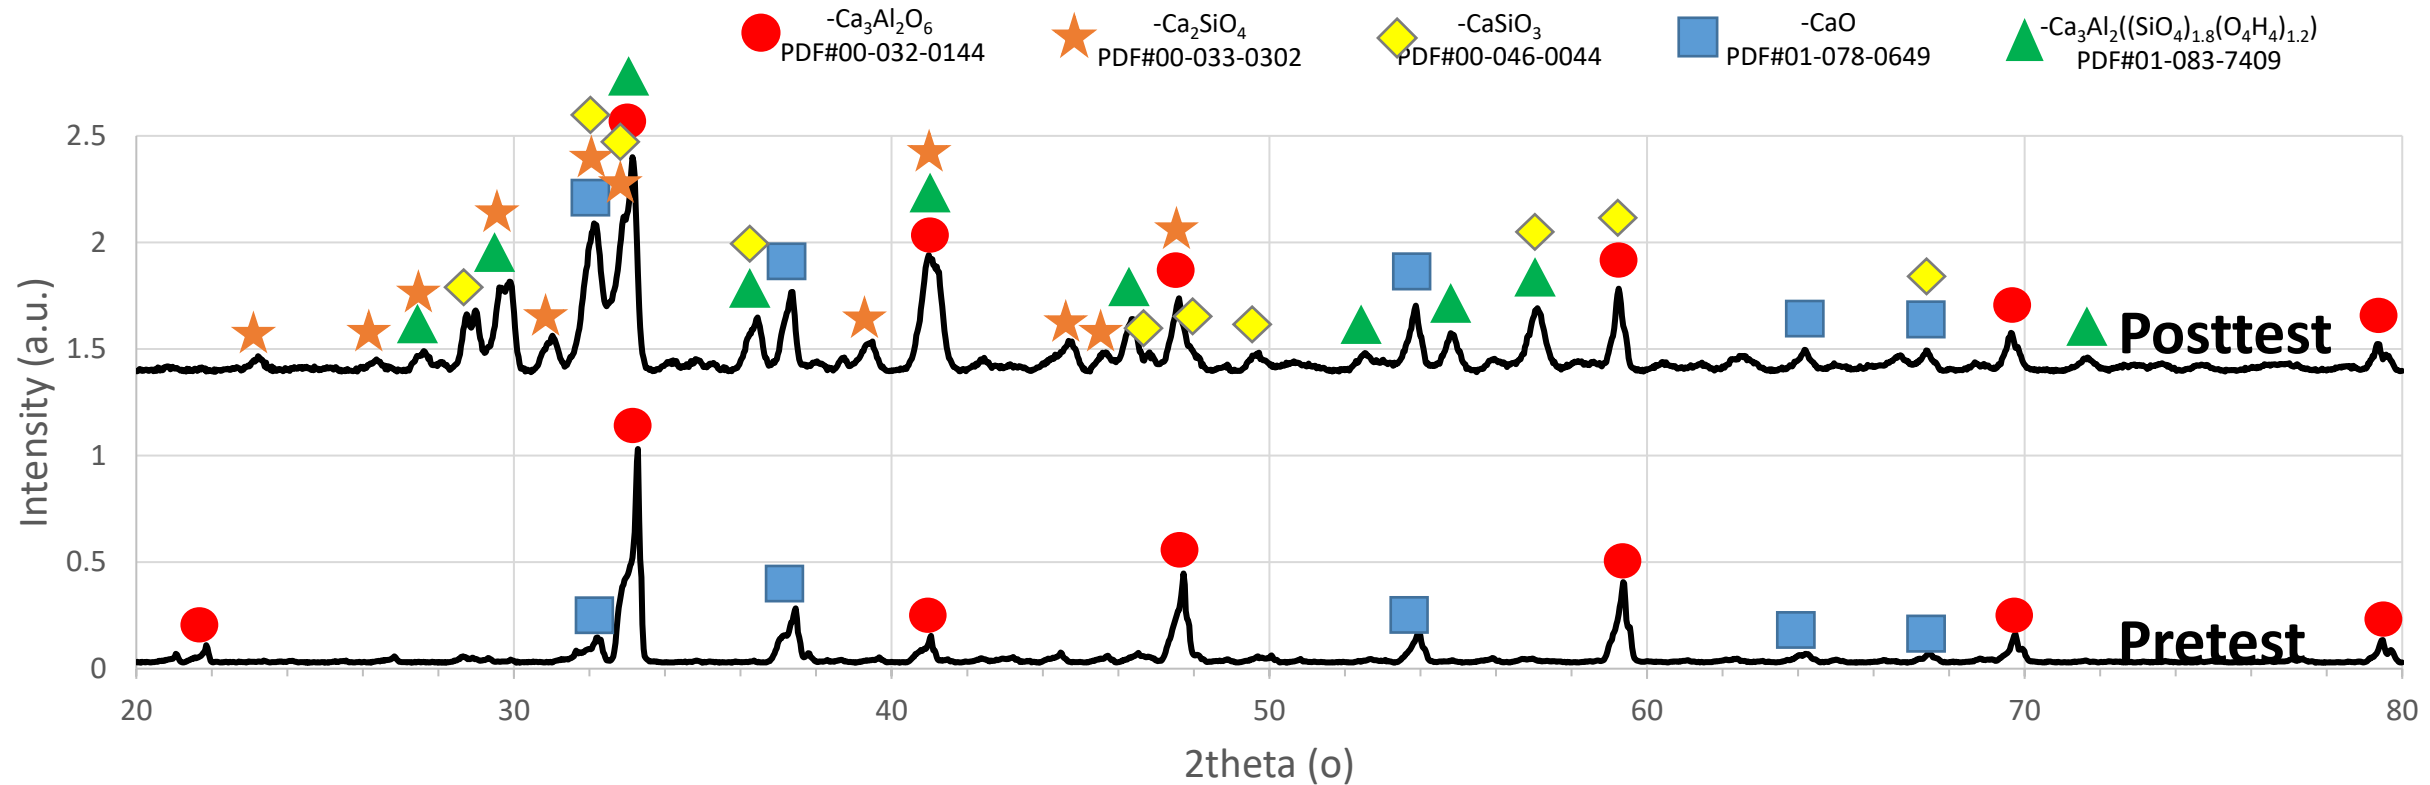 -Ca₃Al₂O₆
PDF#00-032-0144
-Ca₂SiO₄
PDF#00-033-0302
-CaSiO₃
PDF#00-046-0044
-CaO
PDF#01-078-0649
-Ca₃Al₂((SiO₄)₁.₈(O₄H₄)₁.₂)
PDF#01-083-7409
2.5
2
1.5
1
0.5
0
Intensity (a.u.)
Posttest
Pretest
20 30 40 50 60 70 80
2theta (o)